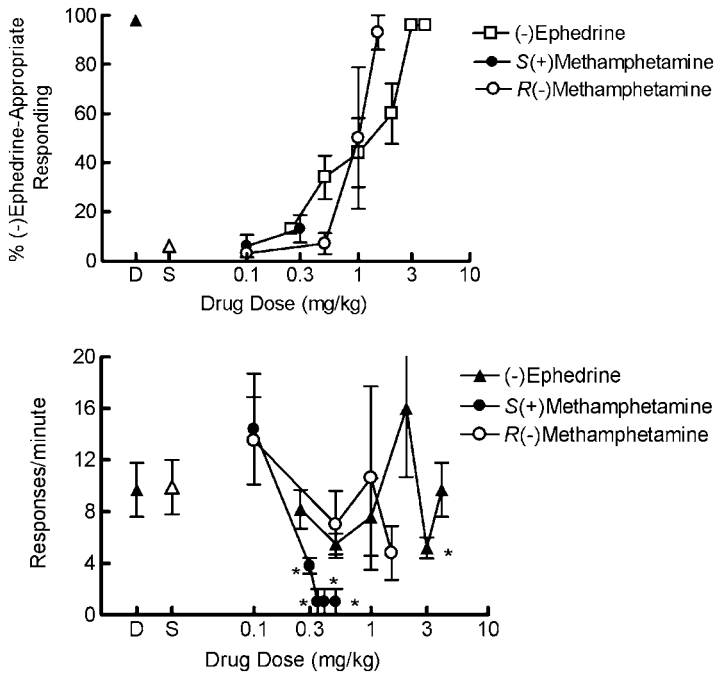 % (-)Ephedrine-Appropriate
Responding
100
80
60
40
20
0
D S 0.1 0.3 1 3 10
Drug Dose (mg/kg)
(-)Ephedrine
S(+)Methamphetamine
R(-)Methamphetamine
Responses/minute
20
16
12
8
4
0
* * * * *
D S 0.1 0.3 1 3 10
Drug Dose (mg/kg)
(-)Ephedrine
S(+)Methamphetamine
R(-)Methamphetamine